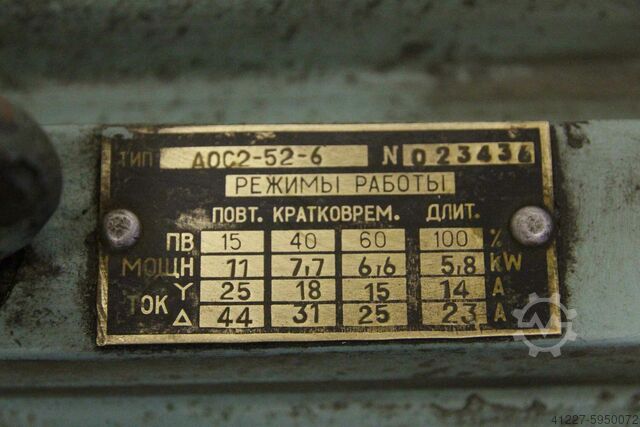 ТИП АОС2-52-6 N 023436
РЕЖИМЫ РАБОТЫ
ПОВТ. КРАТКОВРЕМ. ДЛИТ.
ПВ 15 40 60 100 %
МОЩН 11 7,7 6,6 5,8 kW
ТОК
Y 25 18 15 14 A
Δ 44 31 25 23 A
41227-5950072